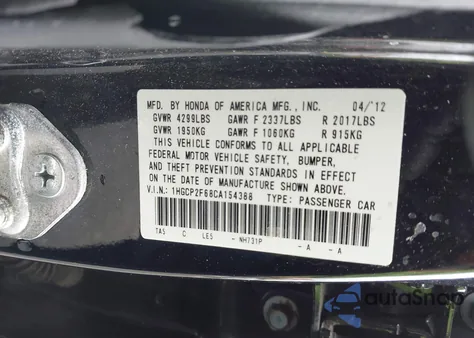 MFD. BY HONDA OF AMERICA MFG., INC. 04/12
GVWR 4299LBS GAWR F 2337LBS R 2017LBS
GVWR 1950KG GAWR F 1060KG R 915KG
THIS VEHICLE CONFORMS TO ALL APPLICABLE
FEDERAL MOTOR VEHICLE SAFETY, BUMPER,
AND THEFT PREVENTION STANDARDS IN EFFECT
ON THE DATE OF MANUFACTURE SHOWN ABOVE.
V.I.N.: 1HGCP2F68CA154388 TYPE: PASSENGER CAR
TA5 C LE5 - NH731P - A - A
autoSnap